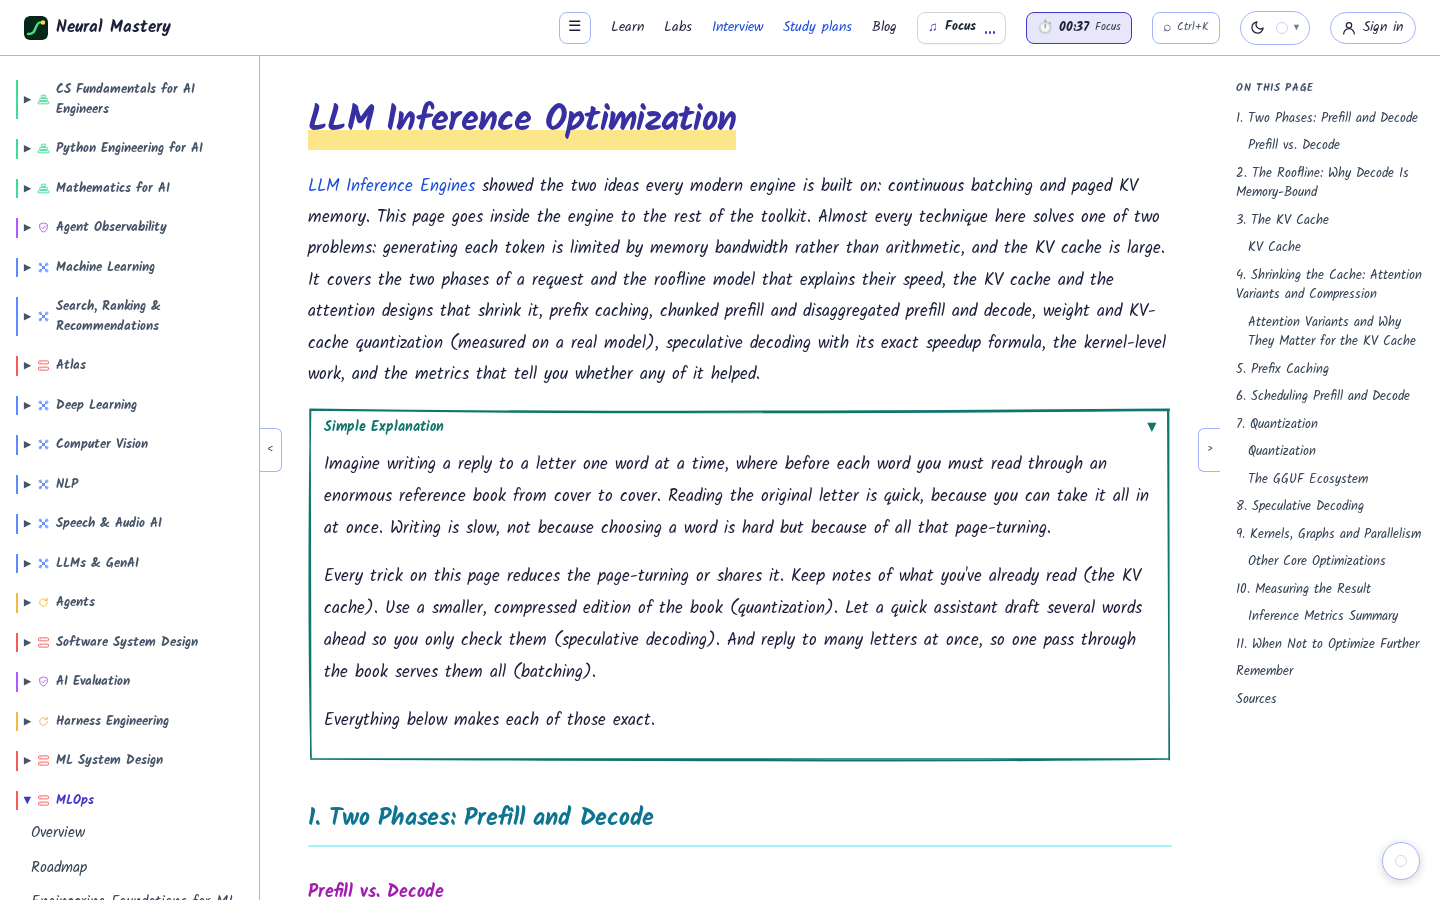 Neural Mastery
☰
Learn
Labs
Interview
Study plans
Blog
♫ Focus ...
⏱ 00:37 Focus
⌕ Ctrl+K
▼
Sign in
▶ CS Fundamentals for AI
Engineers
▶ Python Engineering for AI
▶ Mathematics for AI
▶ Agent Observability
▶ Machine Learning
▶ Search, Ranking &
Recommendations
▶ Atlas
▶ Deep Learning
▶ Computer Vision
▶ NLP
▶ Speech & Audio AI
▶ LLMs & GenAI
▶ Agents
▶ Software System Design
▶ AI Evaluation
▶ Harness Engineering
▶ ML System Design
▼ MLOps
Overview
Roadmap
Engineering Foundations for ML
<
LLM Inference Optimization
LLM Inference Engines showed the two ideas every modern engine is built on: continuous batching and paged KV
memory. This page goes inside the engine to the rest of the toolkit. Almost every technique here solves one of two
problems: generating each token is limited by memory bandwidth rather than arithmetic, and the KV cache is large.
It covers the two phases of a request and the roofline model that explains their speed, the KV cache and the
attention designs that shrink it, prefix caching, chunked prefill and disaggregated prefill and decode, weight and KV-
cache quantization (measured on a real model), speculative decoding with its exact speedup formula, the kernel-level
work, and the metrics that tell you whether any of it helped.
Simple Explanation ▼
Imagine writing a reply to a letter one word at a time, where before each word you must read through an
enormous reference book from cover to cover. Reading the original letter is quick, because you can take it all in
at once. Writing is slow, not because choosing a word is hard but because of all that page-turning.
Every trick on this page reduces the page-turning or shares it. Keep notes of what you've already read (the KV
cache). Use a smaller, compressed edition of the book (quantization). Let a quick assistant draft several words
ahead so you only check them (speculative decoding). And reply to many letters at once, so one pass through
the book serves them all (batching).
Everything below makes each of those exact.
1. Two Phases: Prefill and Decode
Prefill vs. Decode
>
ON THIS PAGE
1. Two Phases: Prefill and Decode
Prefill vs. Decode
2. The Roofline: Why Decode Is
Memory-Bound
3. The KV Cache
KV Cache
4. Shrinking the Cache: Attention
Variants and Compression
Attention Variants and Why
They Matter for the KV Cache
5. Prefix Caching
6. Scheduling Prefill and Decode
7. Quantization
Quantization
The GGUF Ecosystem
8. Speculative Decoding
9. Kernels, Graphs and Parallelism
Other Core Optimizations
10. Measuring the Result
Inference Metrics Summary
11. When Not to Optimize Further
Remember
Sources